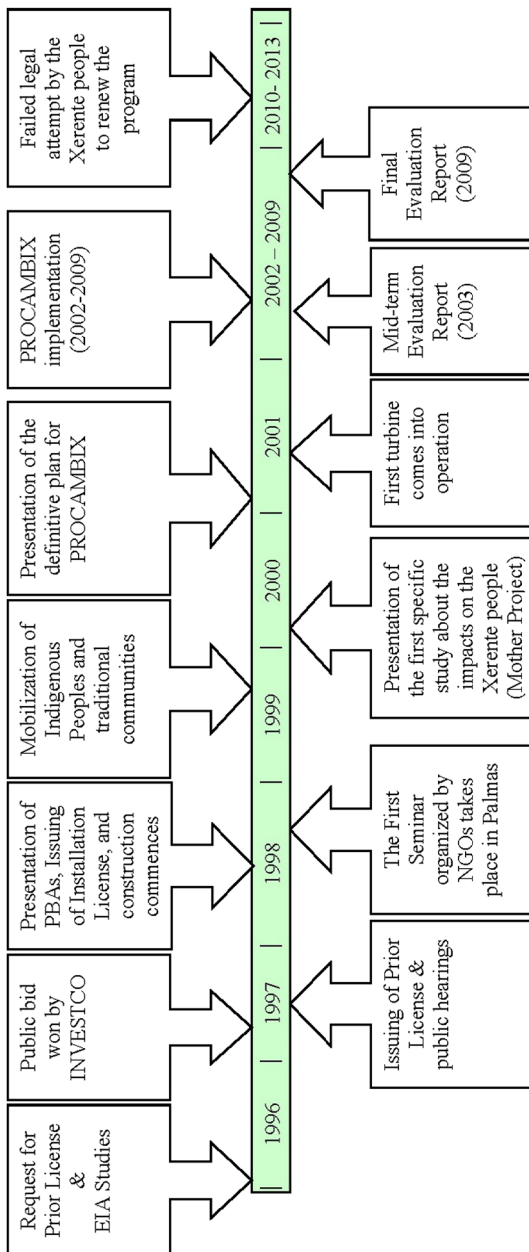 Request for
Prior License
&
EIA Studies
Public bid
won by
INVESTCO
Presentation of
PBAs, Issuing
of Installation
License, and
construction
commences
Mobilization of
Indigenous
Peoples and
traditional
communities
Presentation of the
definitive plan for
PROCAMBIX
PROCAMBIX
implementation
(2002-2009)
Failed legal
attempt by the
Xerente people
to renew the
program
| 1996 | 1997 | 1998 | 1999 | 2000 | 2001 | 2002 – 2009 | 2010- 2013 |
Issuing of Prior
License &
public hearings
The First
Seminar
organized by
NGOs takes
place in Palmas
Presentation of
the first specific
study about the
impacts on the
Xerente people
(Mother Project)
First turbine
comes into
operation
Mid-term
Evaluation
Report
(2003)
Final
Evaluation
Report
(2009)